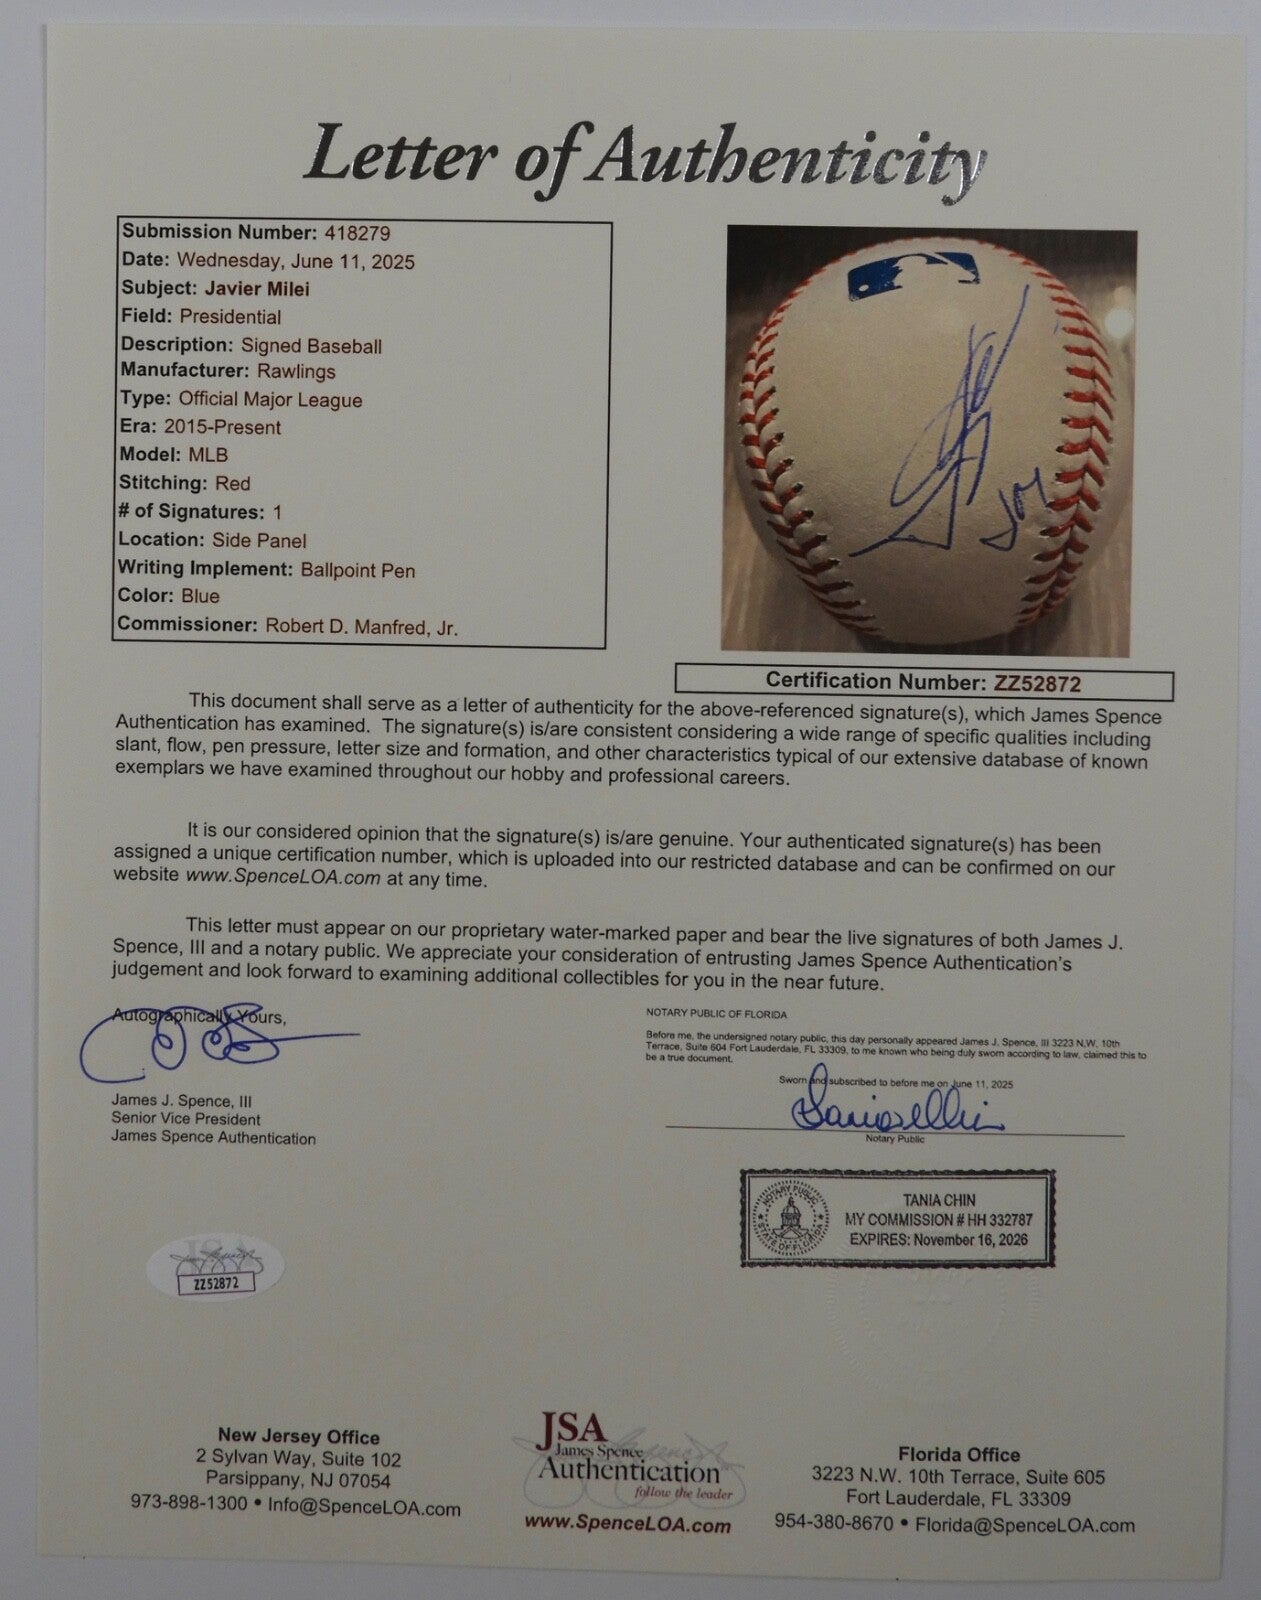 Letter of Authenticity
Submission Number: 418279
Date: Wednesday, June 11, 2025
Subject: Javier Milei
Field: Presidential
Description: Signed Baseball
Manufacturer: Rawlings
Type: Official Major League
Era: 2015-Present
Model: MLB
Stitching: Red
# of Signatures: 1
Location: Side Panel
Writing Implement: Ballpoint Pen
Color: Blue
Commissioner: Robert D. Manfred, Jr.
Certification Number: ZZ52872
This document shall serve as a letter of authenticity for the above-referenced signature(s), which James Spence
Authentication has examined. The signature(s) is/are consistent considering a wide range of specific qualities including
slant, flow, pen pressure, letter size and formation, and other characteristics typical of our extensive database of known
exemplars we have examined throughout our hobby and professional careers.
It is our considered opinion that the signature(s) is/are genuine. Your authenticated signature(s) has been
assigned a unique certification number, which is uploaded into our restricted database and can be confirmed on our
website www.SpenceLOA.com at any time.
This letter must appear on our proprietary water-marked paper and bear the live signatures of both James J.
Spence, III and a notary public. We appreciate your consideration of entrusting James Spence Authentication's
judgement and look forward to examining additional collectibles for you in the near future.
Autographically Yours,
James J. Spence, III
Senior Vice President
James Spence Authentication
NOTARY PUBLIC OF FLORIDA
Before me, the undersigned notary public, this day personally appeared James J. Spence, III 3223 N.W. 10th
Terrace, Suite 604 Fort Lauderdale, FL 33309, to me known who being duly sworn according to law, claimed this to
be a true document.
Sworn and subscribed to before me on June 11, 2025
Notary Public
NOTARY PUBLIC
STATE OF FLORIDA
TANIA CHIN
MY COMMISSION # HH 332787
EXPIRES: November 16, 2026
JSA
ZZ52872
New Jersey Office
2 Sylvan Way, Suite 102
Parsippany, NJ 07054
973-898-1300 • Info@SpenceLOA.com
JSA
James Spence
Authentication
follow the leader
www.SpenceLOA.com
Florida Office
3223 N.W. 10th Terrace, Suite 605
Fort Lauderdale, FL 33309
954-380-8670 • Florida@SpenceLOA.com